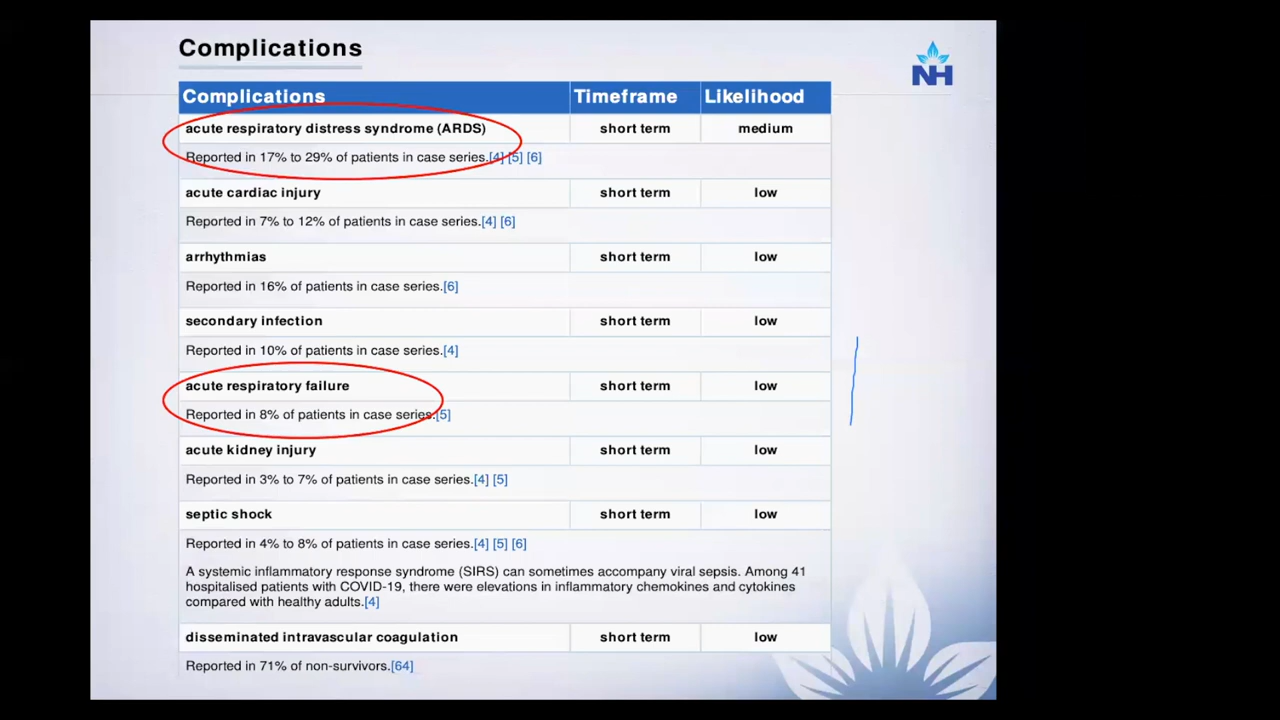 Complications
NH
Complications Timeframe Likelihood
acute respiratory distress syndrome (ARDS) short term medium
Reported in 17% to 29% of patients in case series.[4] [5] [6]
acute cardiac injury short term low
Reported in 7% to 12% of patients in case series.[4] [6]
arrhythmias short term low
Reported in 16% of patients in case series.[6]
secondary infection short term low
Reported in 10% of patients in case series.[4]
acute respiratory failure short term low
Reported in 8% of patients in case series.[5]
acute kidney injury short term low
Reported in 3% to 7% of patients in case series.[4] [5]
septic shock short term low
Reported in 4% to 8% of patients in case series.[4] [5] [6]
A systemic inflammatory response syndrome (SIRS) can sometimes accompany viral sepsis. Among 41
hospitalised patients with COVID-19, there were elevations in inflammatory chemokines and cytokines
compared with healthy adults.[4]
disseminated intravascular coagulation short term low
Reported in 71% of non-survivors.[64]